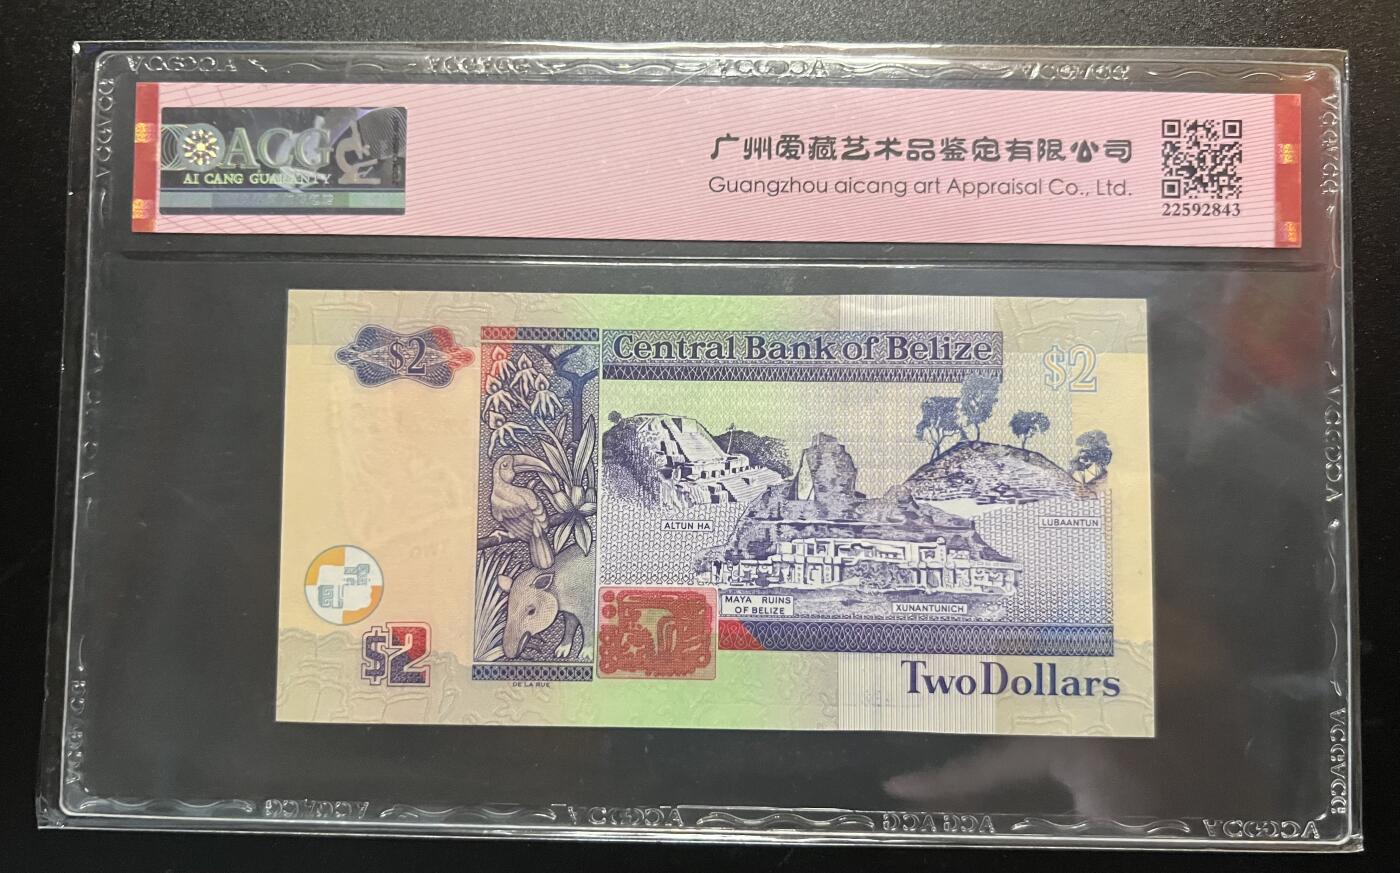 ACG
AI CANG GUARANTY
广州爱藏艺术品鉴定有限公司
Guangzhou aicang art Appraisal Co., Ltd.
22592843
$2
Central Bank of Belize
$2
ALTUN HA
LUBAANTUN
MAYA RUINS
OF BELIZE
XUNANTUNICH
$2
Two Dollars
DE LA RUE